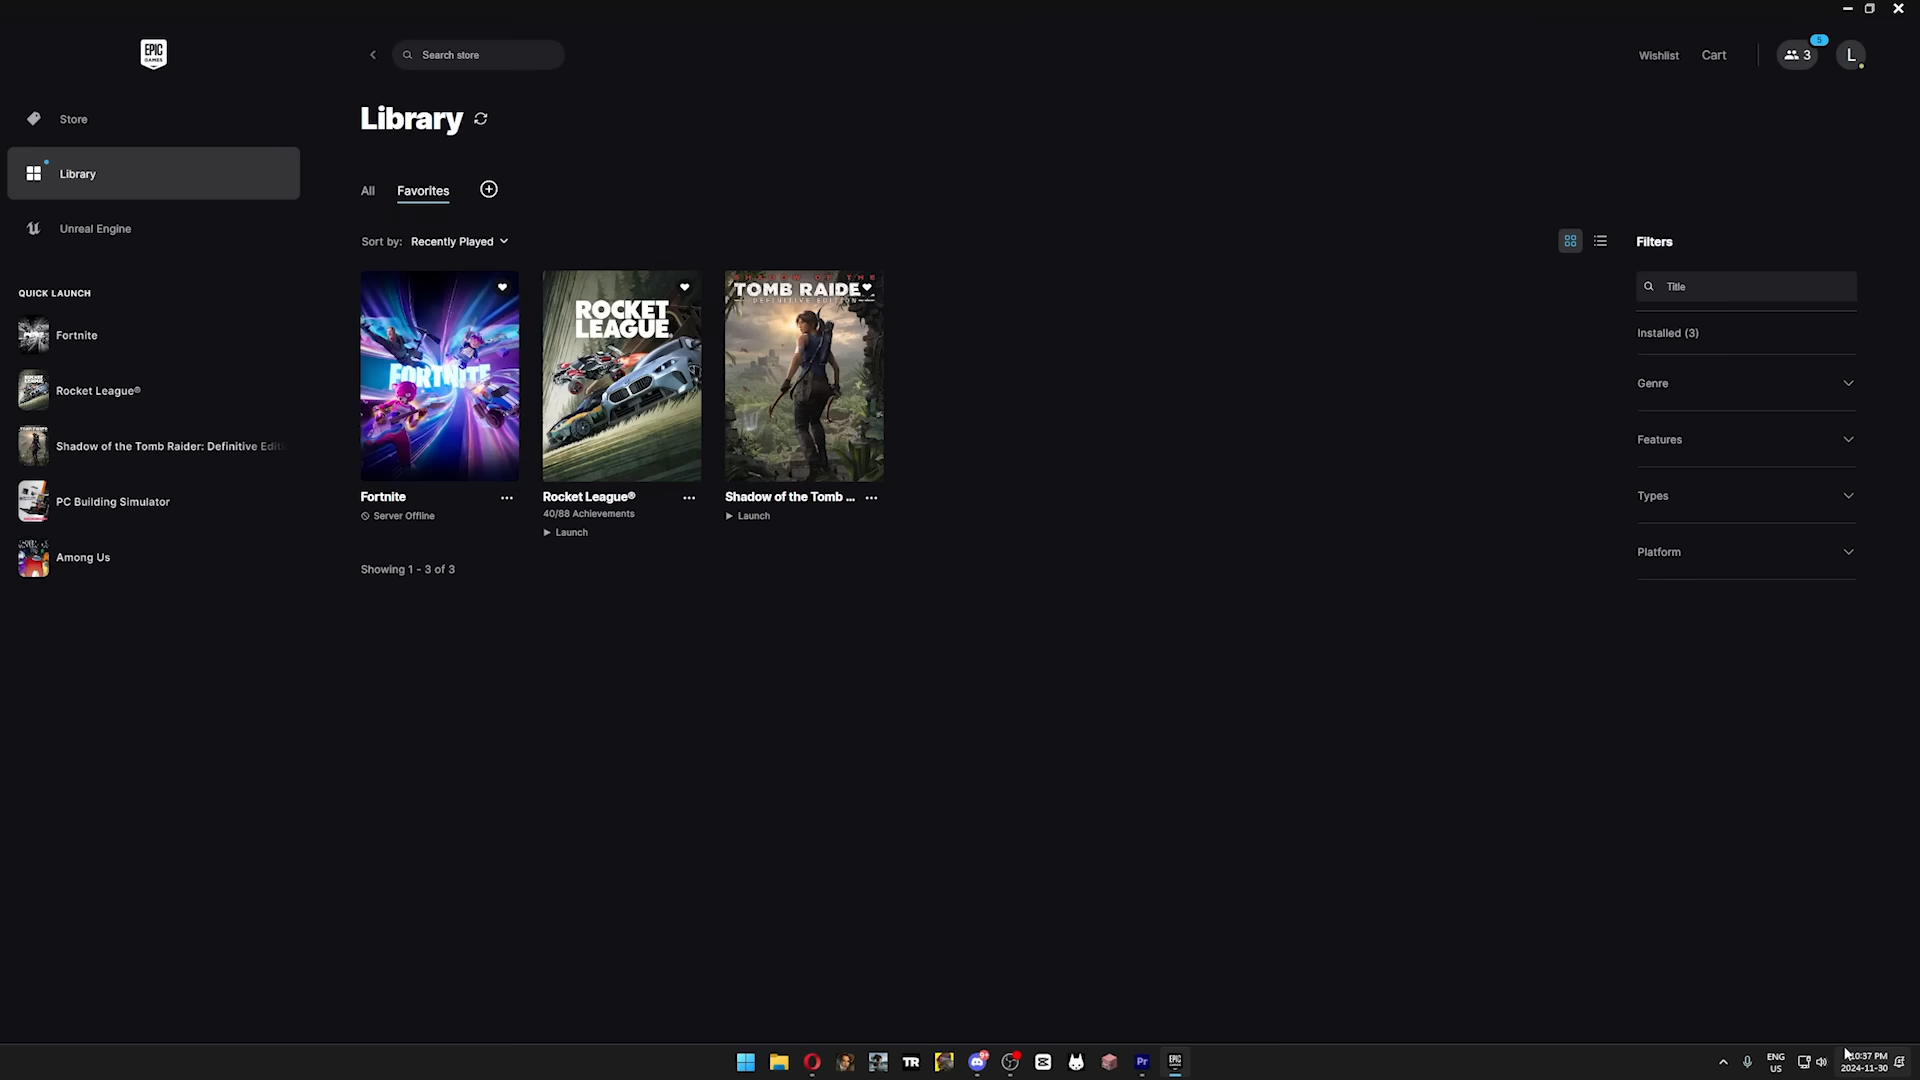 EPIC
GAMES
Search store
Wishlist
Cart
3
5
L
Store
Library
Unreal Engine
QUICK LAUNCH
Fortnite
Rocket League®
Shadow of the Tomb Raider: Definitive Editi
PC Building Simulator
Among Us
Library
All
Favorites
Sort by: Recently Played
FORTNITE
ROCKET
LEAGUE
SHADOW OF THE
TOMB RAIDE
DEFINITIVE EDITION
Fortnite
Server Offline
Rocket League®
40/88 Achievements
Launch
Shadow of the Tomb ...
Launch
Showing 1 - 3 of 3
Filters
Title
Installed (3)
Genre
Features
Types
Platform
TR
Pr
EPIC
ENG
US
10:37 PM
2024-11-30